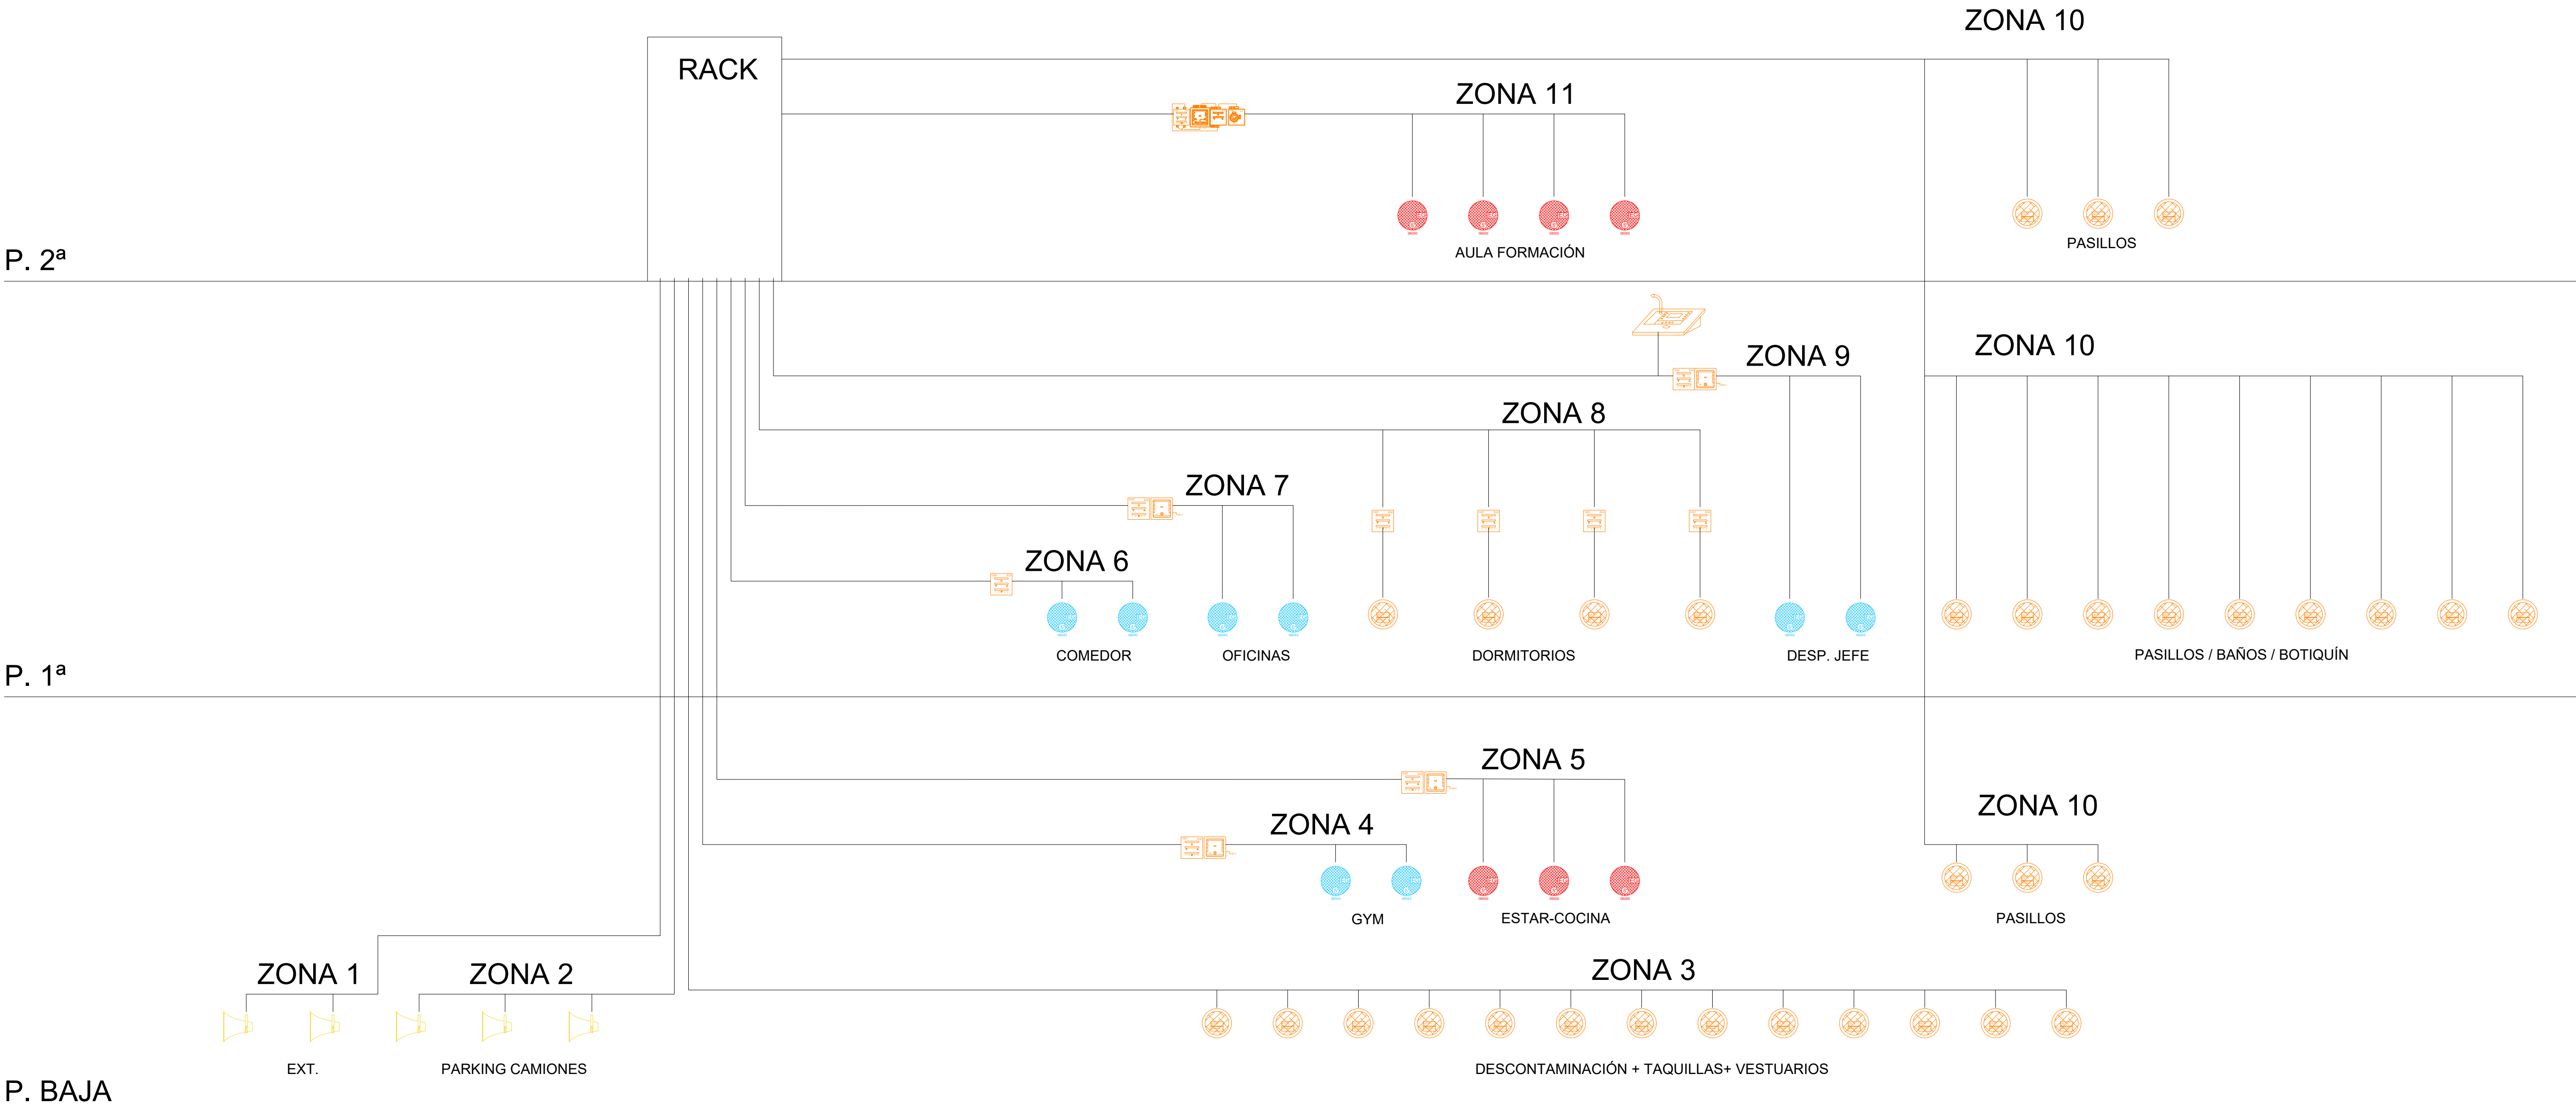 ZONA 10
RACK
ZONA 11
AULA FORMACIÓN
PASILLOS
P. 2ª
ZONA 9
ZONA 10
ZONA 8
ZONA 7
ZONA 6
COMEDOR
OFICINAS
DORMITORIOS
DESP. JEFE
PASILLOS / BAÑOS / BOTIQUÍN
P. 1ª
ZONA 5
ZONA 10
ZONA 4
GYM
ESTAR-COCINA
PASILLOS
ZONA 1
ZONA 2
ZONA 3
EXT.
PARKING CAMIONES
DESCONTAMINACIÓN + TAQUILLAS+ VESTUARIOS
P. BAJA